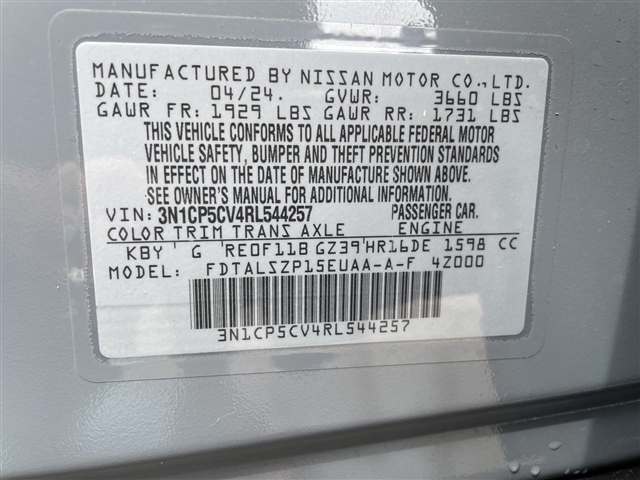 MANUFACTURED BY NISSAN MOTOR CO.,LTD.
DATE: 04/24. GVWR: 3660 LBS
GAWR FR: 1929 LBS GAWR RR: 1731 LBS
THIS VEHICLE CONFORMS TO ALL APPLICABLE FEDERAL MOTOR
VEHICLE SAFETY, BUMPER AND THEFT PREVENTION STANDARDS
IN EFFECT ON THE DATE OF MANUFACTURE SHOWN ABOVE.
SEE OWNER'S MANUAL FOR ADDITIONAL INFORMATION.
VIN: 3N1CP5CV4RL544257 PASSENGER CAR.
COLOR TRIM TRANS AXLE ENGINE
KBY ' G 'RE0F11B GZ39'HR16DE 1598 CC
MODEL: FDTALSZP15EUAA-A-F 4Z000
3N1CP5CV4RL544257